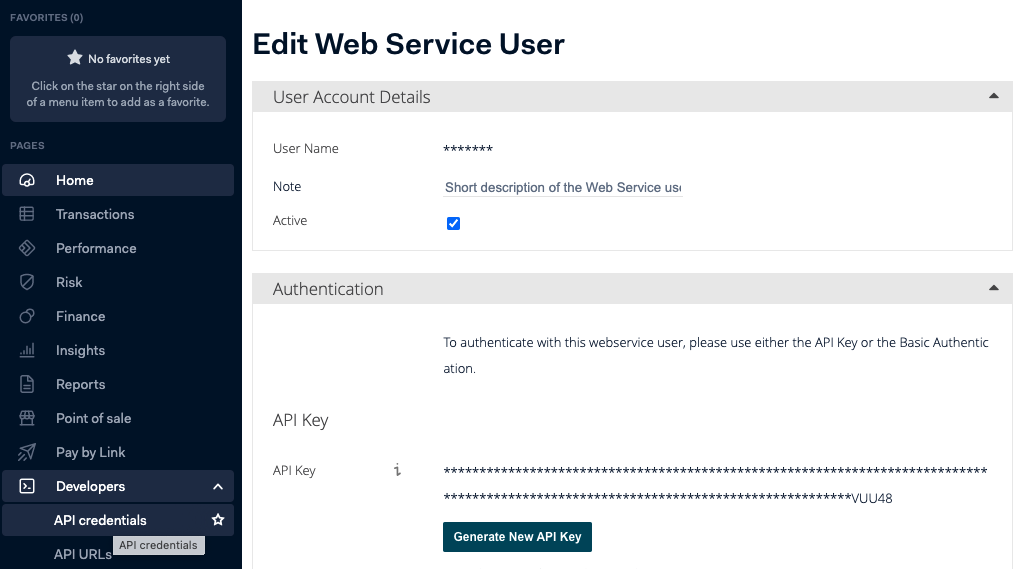 FAVORITES (0)
No favorites yet
Click on the star on the right side
of a menu item to add as a favorite.
PAGES
Home
Transactions
Performance
Risk
Finance
Insights
Reports
Point of sale
Pay by Link
Developers
API credentials
API credentials
API URLs
Edit Web Service User
User Account Details
User Name *******
Note Short description of the Web Service use
Active
Authentication
To authenticate with this webservice user, please use either the API Key or the Basic Authentic
ation.
API Key
API Key i ****************************************************************************
*********************************************************VUU48
Generate New API Key